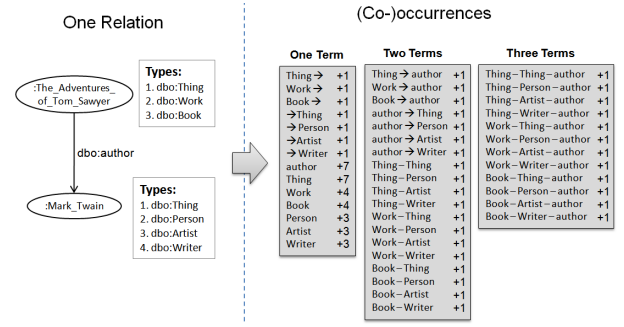 One Relation
:The_Adventures_
of_Tom_Sawyer
Types:
1. dbo:Thing
2. dbo:Work
3. dbo:Book
dbo:author
:Mark_Twain
Types:
1. dbo:Thing
2. dbo:Person
3. dbo:Artist
4. dbo:Writer
(Co-)occurrences
One Term
Thing → +1
Work → +1
Book → +1
→Thing +1
→Person +1
→Artist +1
→Writer +1
author +7
Thing +7
Work +4
Book +4
Person +3
Artist +3
Writer +3
Two Terms
Thing → author +1
Work → author +1
Book → author +1
author → Thing +1
author → Person +1
author → Artist +1
author → Writer +1
Thing – Thing +1
Thing – Person +1
Thing – Artist +1
Thing – Writer +1
Work – Thing +1
Work – Person +1
Work – Artist +1
Work – Writer +1
Book – Thing +1
Book – Person +1
Book – Artist +1
Book – Writer +1
Three Terms
Thing – Thing – author +1
Thing – Person – author +1
Thing – Artist – author +1
Thing – Writer – author +1
Work – Thing – author +1
Work – Person – author +1
Work – Artist – author +1
Work – Writer – author +1
Book – Thing – author +1
Book – Person – author +1
Book – Artist – author +1
Book – Writer – author +1